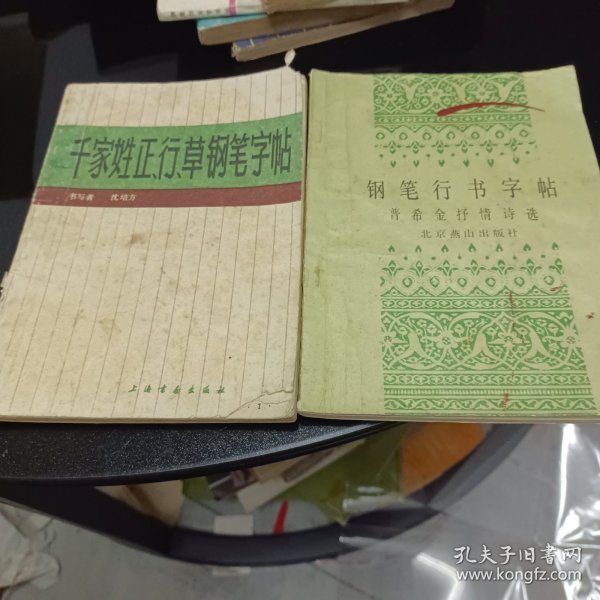 千家姓正、行、草钢笔字帖
书写者 沈培方
上海书画出版社
钢笔行书字帖
普希金抒情诗选
北京燕山出版社
孔夫子旧书网
www.kongfz.com